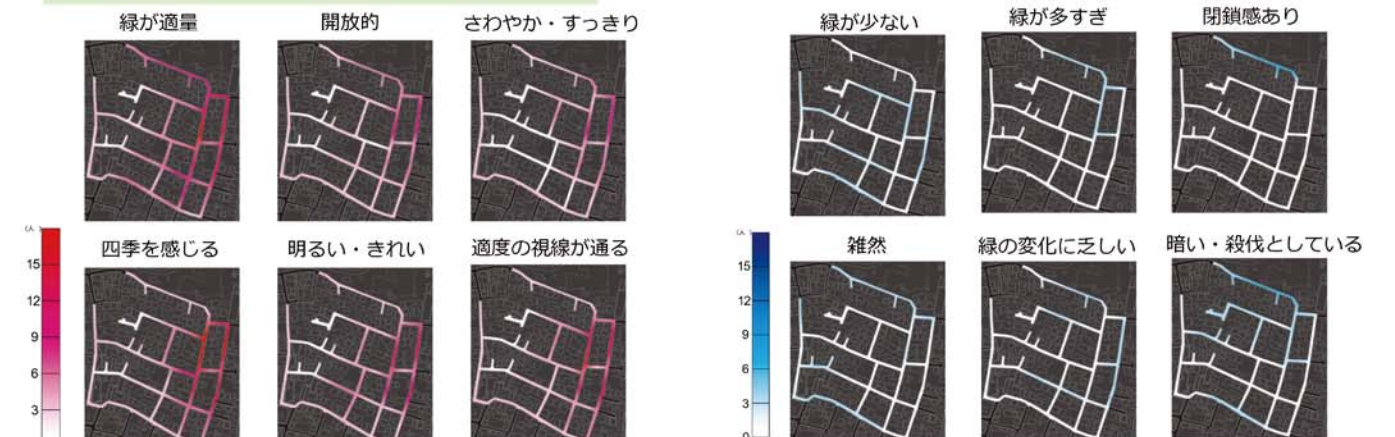 緑が適量
開放的
さわやか・すっきり
四季を感じる
明るい・きれい
適度の視線が通る
(人)
15
12
9
6
3
緑が少ない
緑が多すぎ
閉鎖感あり
雑然
緑の変化に乏しい
暗い・殺伐としている
(人)
15
12
9
6
3
0